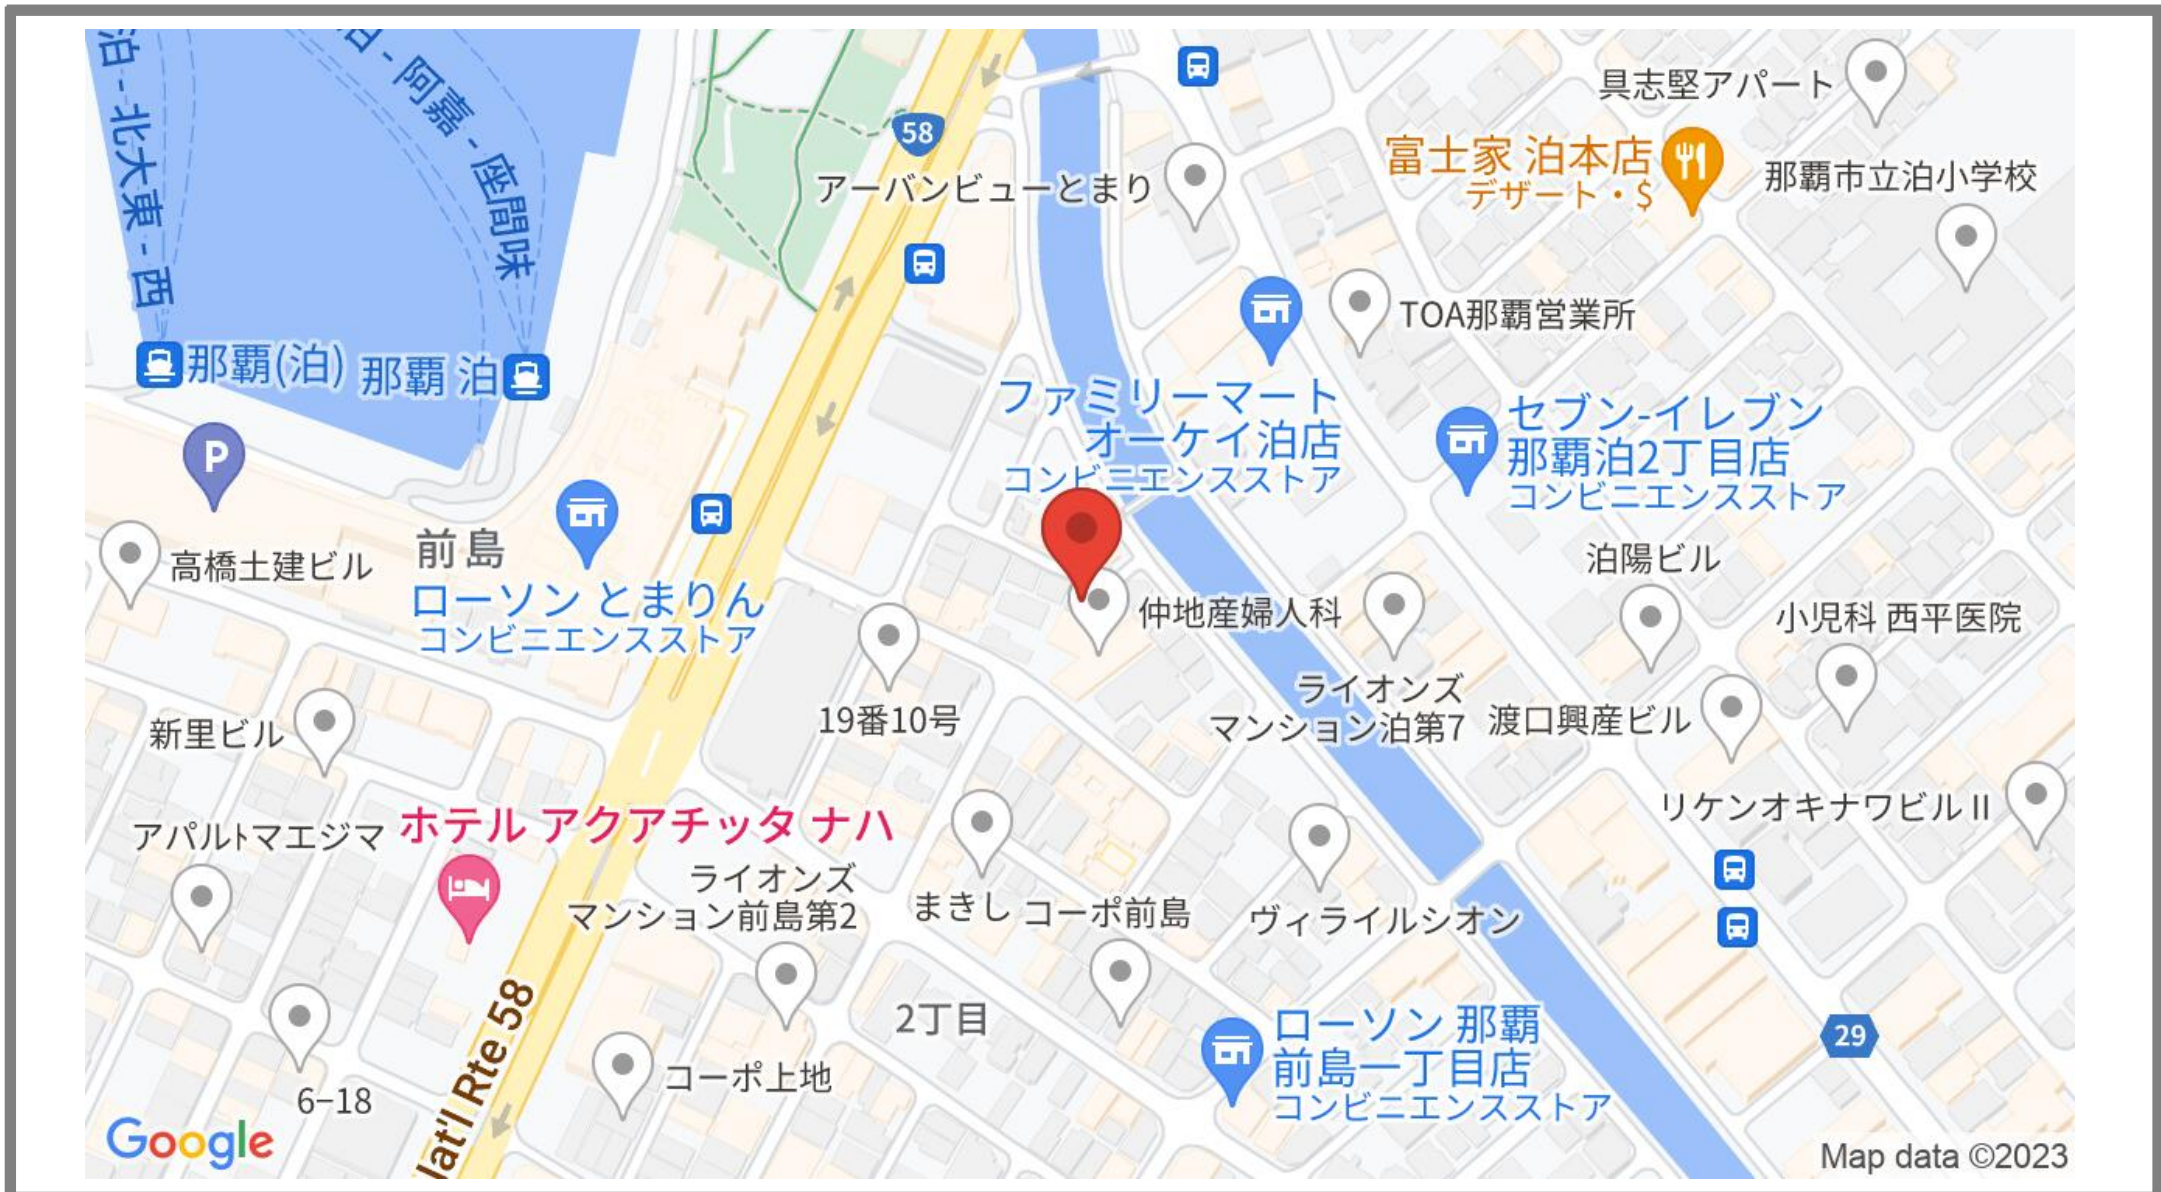 泊 - 北大東 - 西
泊 - 阿嘉 - 座間味
58
具志堅アパート
富士家 泊本店
デザート・$
那覇市立泊小学校
アーバンビューとまり
TOA那覇営業所
那覇(泊)
那覇 泊
ファミリーマート
オーケイ泊店
コンビニエンスストア
セブン-イレブン
那覇泊2丁目店
コンビニエンスストア
P
前島
高橋土建ビル
ローソン とまりん
コンビニエンスストア
泊陽ビル
仲地産婦人科
小児科 西平医院
ライオンズ
マンション泊第7
渡口興産ビル
19番10号
新里ビル
リケンオキナワビルⅡ
アパルトマエジマ
ホテル アクアチッタ ナハ
ライオンズ
マンション前島第2
まきし
コーポ前島
ヴィライルシオン
2丁目
Nat'l Rte 58
ローソン 那覇
前島一丁目店
コンビニエンスストア
29
コーポ上地
6−18
Google
Map data ©2023